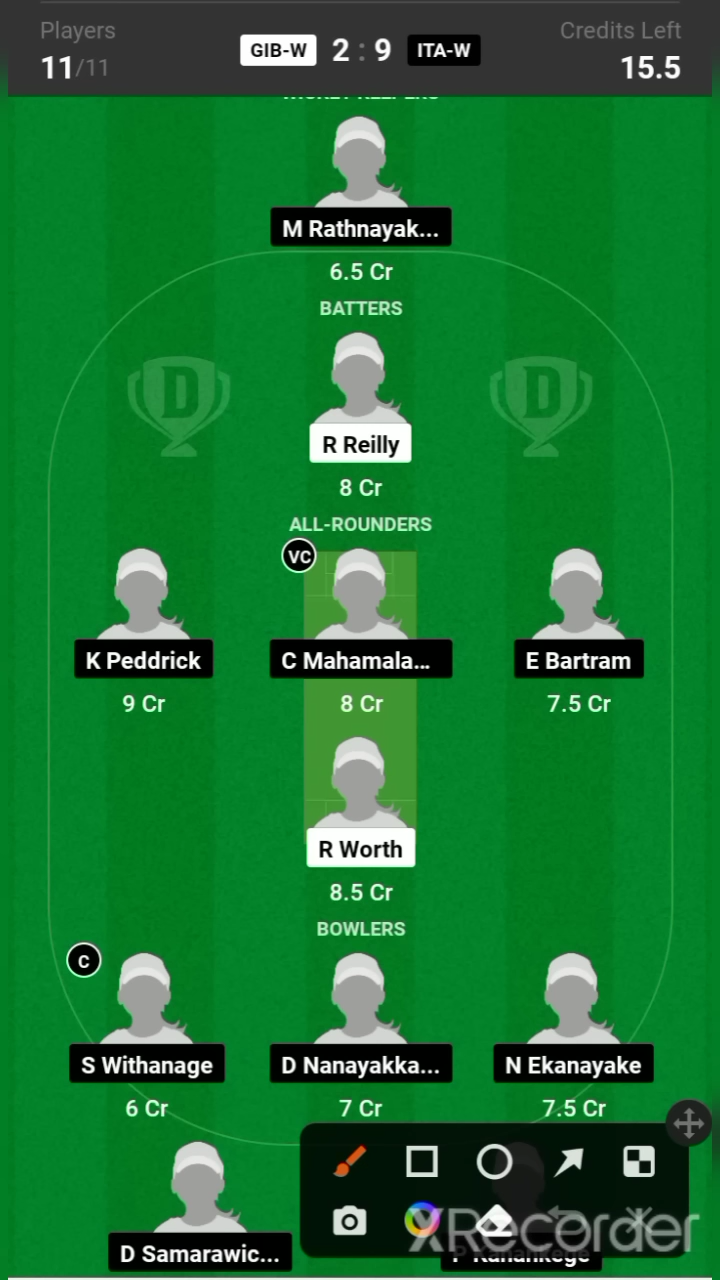 Players
Credits Left
11/11
GIB-W 2 : 9 ITA-W
15.5
WICKET-KEEPERS
M Rathnayak...
6.5 Cr
BATTERS
D
D
R Reilly
8 Cr
ALL-ROUNDERS
VC
K Peddrick
C Mahamala...
E Bartram
9 Cr
8 Cr
7.5 Cr
R Worth
8.5 Cr
BOWLERS
C
S Withanage
D Nanayakka...
N Ekanayake
6 Cr
7 Cr
7.5 Cr
XRecorder
D Samarawic...